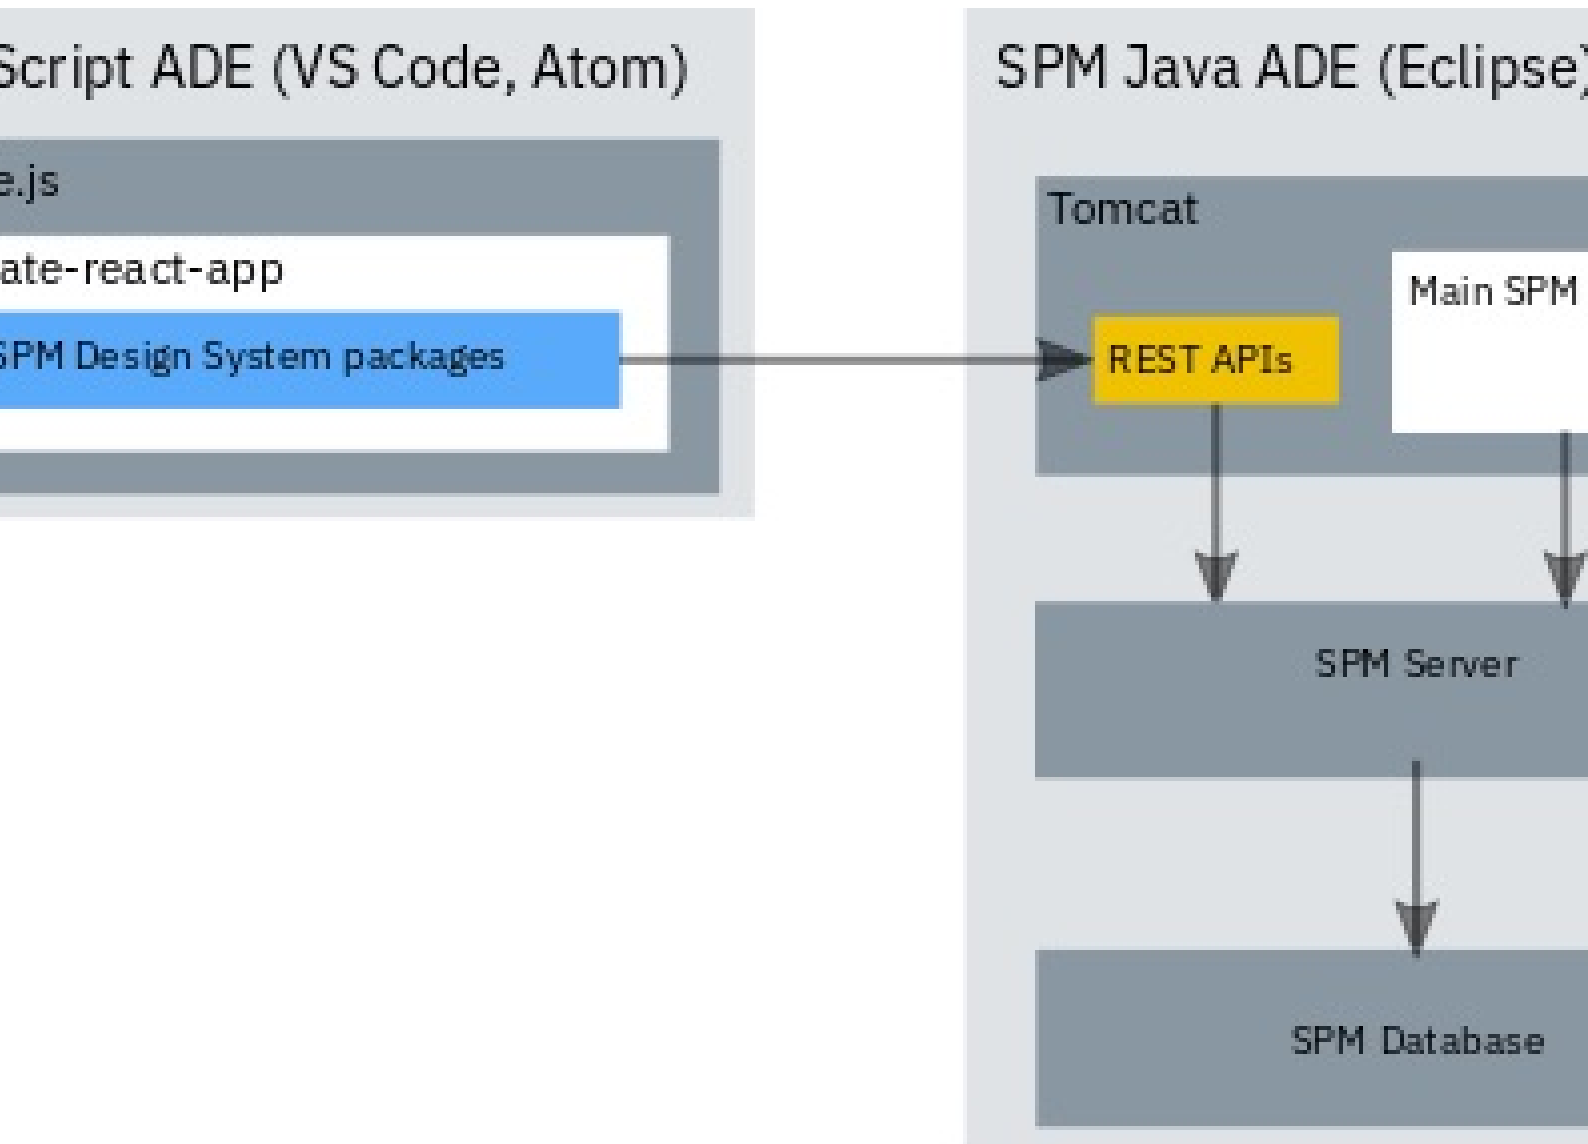 Script ADE (VS Code, Atom)
e.js
ate-react-app
SPM Design System packages
SPM Java ADE (Eclipse)
Tomcat
REST APIs
Main SPM
SPM Server
SPM Database